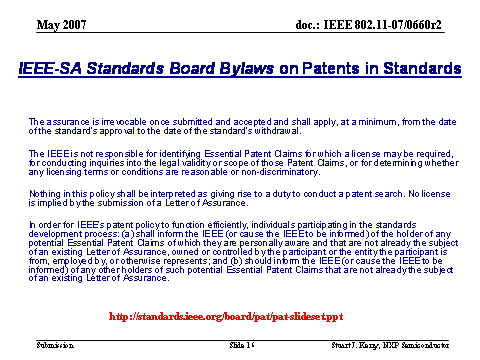 May 2007 doc.: IEEE 802.11-07/0660r2
IEEE-SA Standards Board Bylaws on Patents in Standards
The assurance is irrevocable once submitted and accepted and shall apply, at a minimum, from the date
of the standard's approval to the date of the standard's withdrawal.
The IEEE is not responsible for identifying Essential Patent Claims for which a license may be required,
for conducting inquiries into the legal validity or scope of those Patent Claims, or for determining whether
any licensing terms or conditions are reasonable or non-discriminatory.
Nothing in this policy shall be interpreted as giving rise to a duty to conduct a patent search. No license
is implied by the submission of a Letter of Assurance.
In order for IEEE's patent policy to function efficiently, individuals participating in the standards
development process: (a) shall inform the IEEE (or cause the IEEE to be informed) of the holder of any
potential Essential Patent Claims of which they are personally aware and that are not already the subject
of an existing Letter of Assurance, owned or controlled by the participant or the entity the participant is
from, employed by, or otherwise represents; and (b) should inform the IEEE (or cause the IEEE to be
informed) of any other holders of such potential Essential Patent Claims that are not already the subject
of an existing Letter of Assurance.
http://standards.ieee.org/board/pat/pat-slideset.ppt
Submission Slide 16 Stuart J. Kerry, NXP Semiconductor